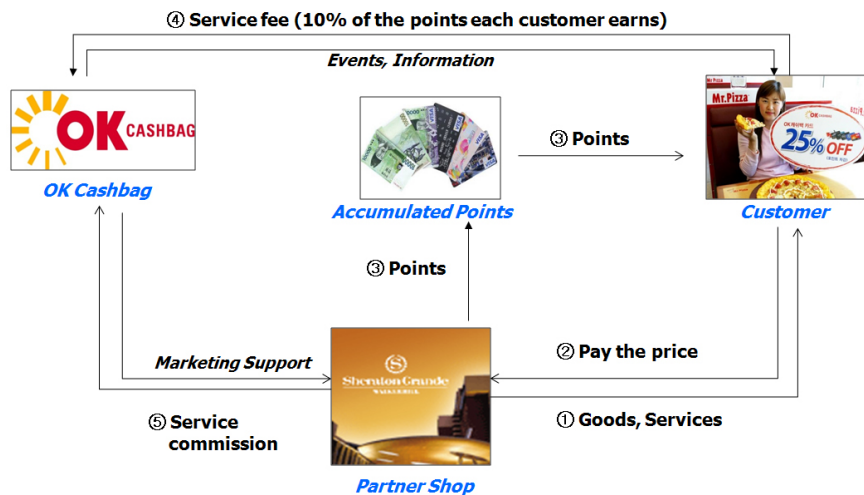 ④ Service fee (10% of the points each customer earns)
Events, Information
OK CASHBAG
OK Cashbag
Accumulated Points
③ Points
Mr.Pizza
25% OFF
Customer
③ Points
Marketing Support
② Pay the price
⑤ Service
commission
① Goods, Services
Sheraton Grande
WALKERHILL
Partner Shop